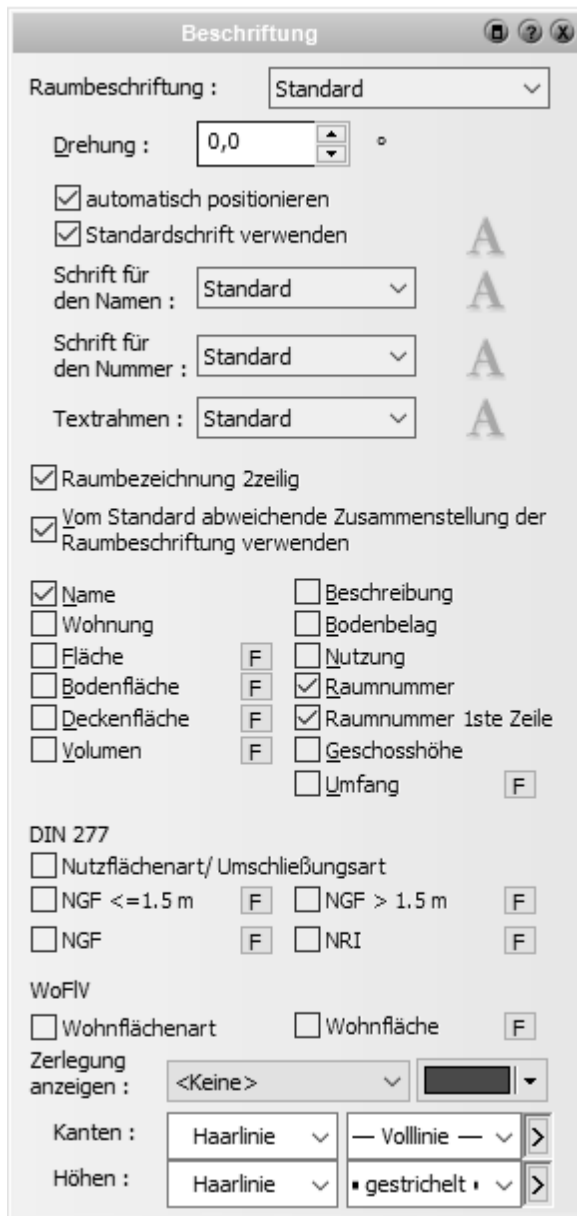 Beschriftung
Raumbeschriftung : Standard
Drehung : 0,0 °
automatisch positionieren
Standardschrift verwenden A
Schrift für
den Namen : Standard A
Schrift für
den Nummer : Standard A
Textrahmen : Standard A
Raumbezeichnung 2zeilig
Vom Standard abweichende Zusammenstellung der
Raumbeschriftung verwenden
Name Beschreibung
Wohnung Bodenbelag
Fläche F Nutzung
Bodenfläche F Raumnummer
Deckenfläche F Raumnummer 1ste Zeile
Volumen F Geschosshöhe
Umfang F
DIN 277
Nutzflächenart/ Umschließungsart
NGF <=1.5 m F NGF > 1.5 m F
NGF F NRI F
WoFlV
Wohnflächenart Wohnfläche F
Zerlegung
anzeigen : <Keine>
Kanten : Haarlinie Volllinie >
Höhen : Haarlinie gestrichelt >